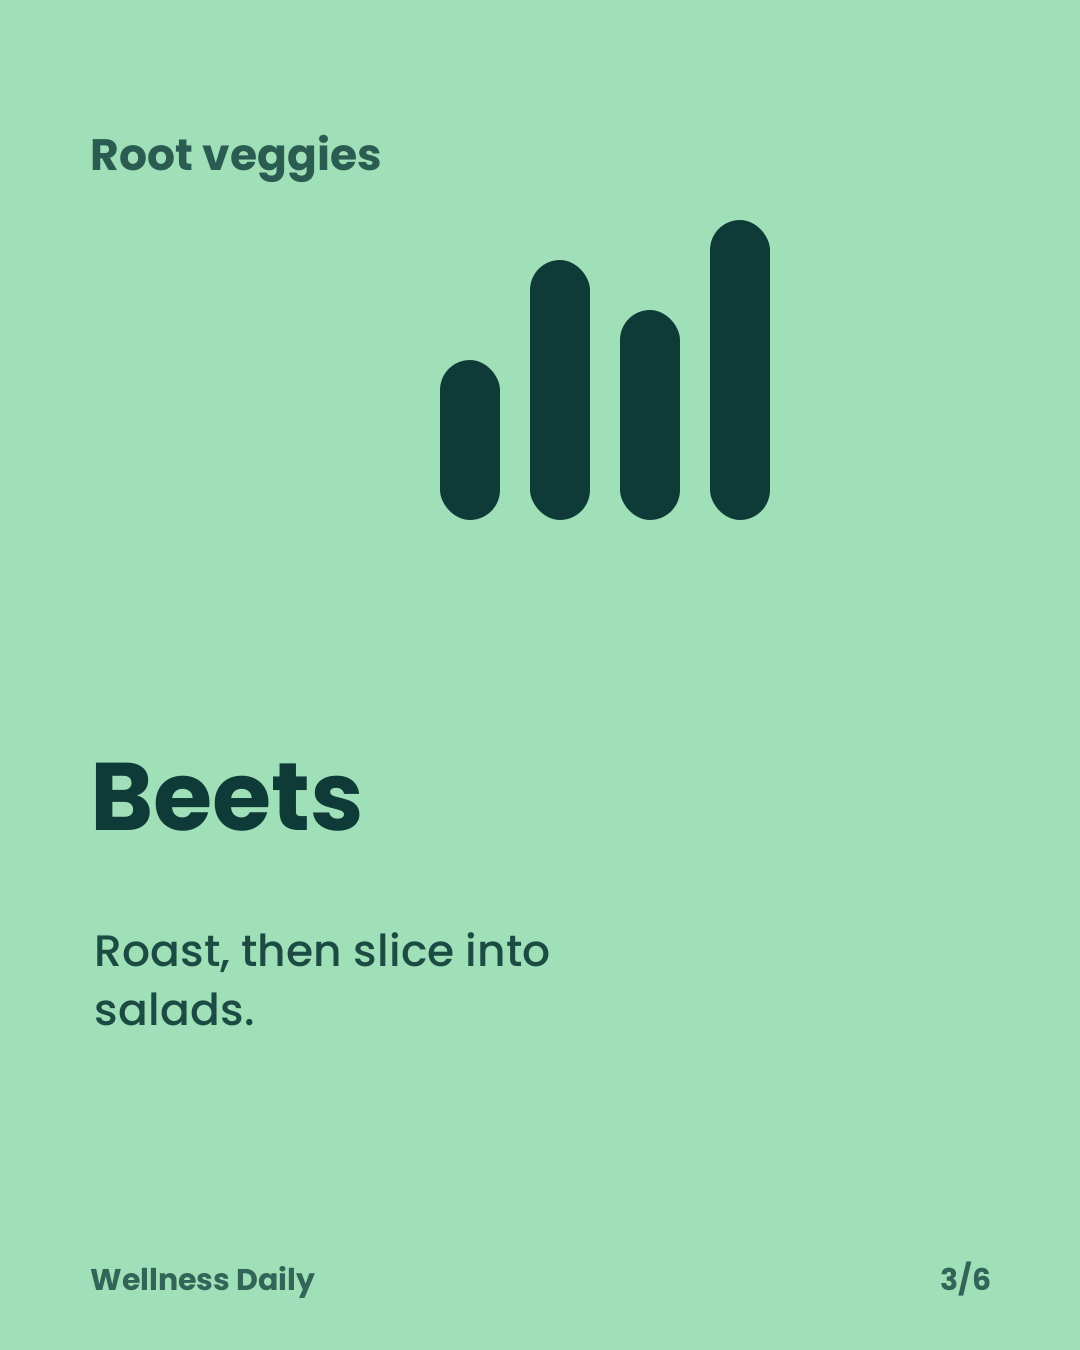 Root veggies
Beets
Roast, then slice into
salads.
Wellness Daily
3/6